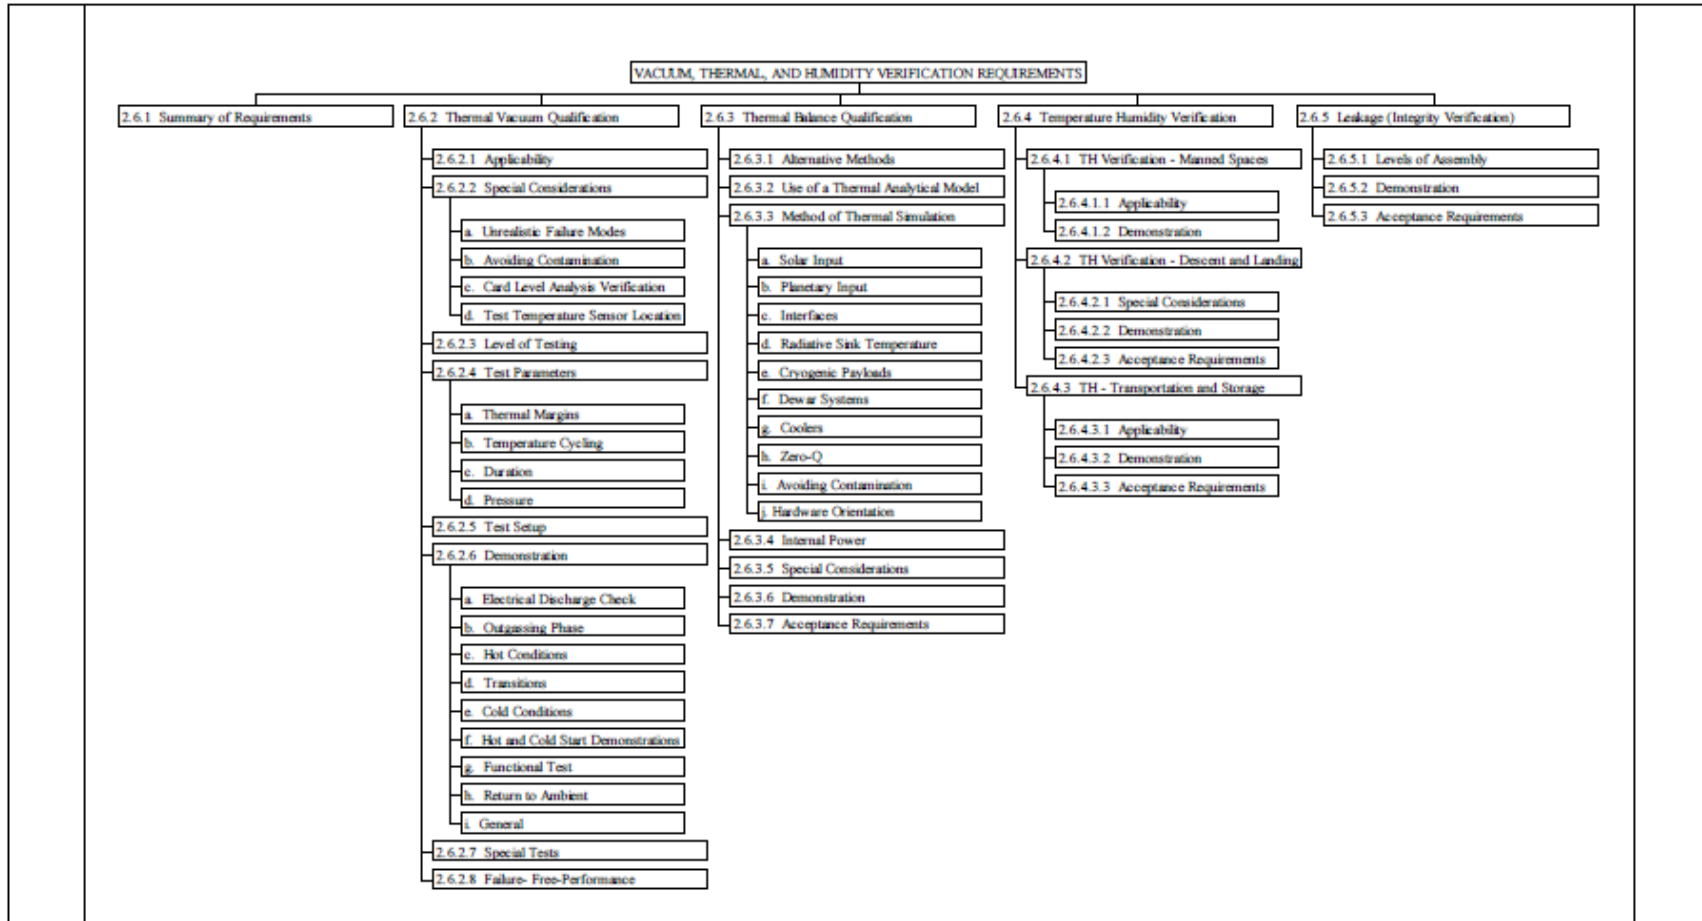 VACUUM, THERMAL, AND HUMIDITY VERIFICATION REQUIREMENTS
2.6.1 Summary of Requirements
2.6.2 Thermal Vacuum Qualification
2.6.2.1 Applicability
2.6.2.2 Special Considerations
a. Unrealistic Failure Modes
b. Avoiding Contamination
c. Card Level Analysis Verification
d. Test Temperature Sensor Location
2.6.2.3 Level of Testing
2.6.2.4 Test Parameters
a. Thermal Margins
b. Temperature Cycling
c. Duration
d. Pressure
2.6.2.5 Test Setup
2.6.2.6 Demonstration
a. Electrical Discharge Check
b. Outgassing Phase
c. Hot Conditions
d. Transitions
e. Cold Conditions
f. Hot and Cold Start Demonstrations
g. Functional Test
h. Return to Ambient
i. General
2.6.2.7 Special Tests
2.6.2.8 Failure- Free-Performance
2.6.3 Thermal Balance Qualification
2.6.3.1 Alternative Methods
2.6.3.2 Use of a Thermal Analytical Model
2.6.3.3 Method of Thermal Simulation
a. Solar Input
b. Planetary Input
c. Interfaces
d. Radiative Sink Temperature
e. Cryogenic Payloads
f. Dewar Systems
g. Coolers
h. Zero-Q
i. Avoiding Contamination
j. Hardware Orientation
2.6.3.4 Internal Power
2.6.3.5 Special Considerations
2.6.3.6 Demonstration
2.6.3.7 Acceptance Requirements
2.6.4 Temperature Humidity Verification
2.6.4.1 TH Verification - Manned Spaces
2.6.4.1.1 Applicability
2.6.4.1.2 Demonstration
2.6.4.2 TH Verification - Descent and Landing
2.6.4.2.1 Special Considerations
2.6.4.2.2 Demonstration
2.6.4.2.3 Acceptance Requirements
2.6.4.3 TH - Transportation and Storage
2.6.4.3.1 Applicability
2.6.4.3.2 Demonstration
2.6.4.3.3 Acceptance Requirements
2.6.5 Leakage (Integrity Verification)
2.6.5.1 Levels of Assembly
2.6.5.2 Demonstration
2.6.5.3 Acceptance Requirements